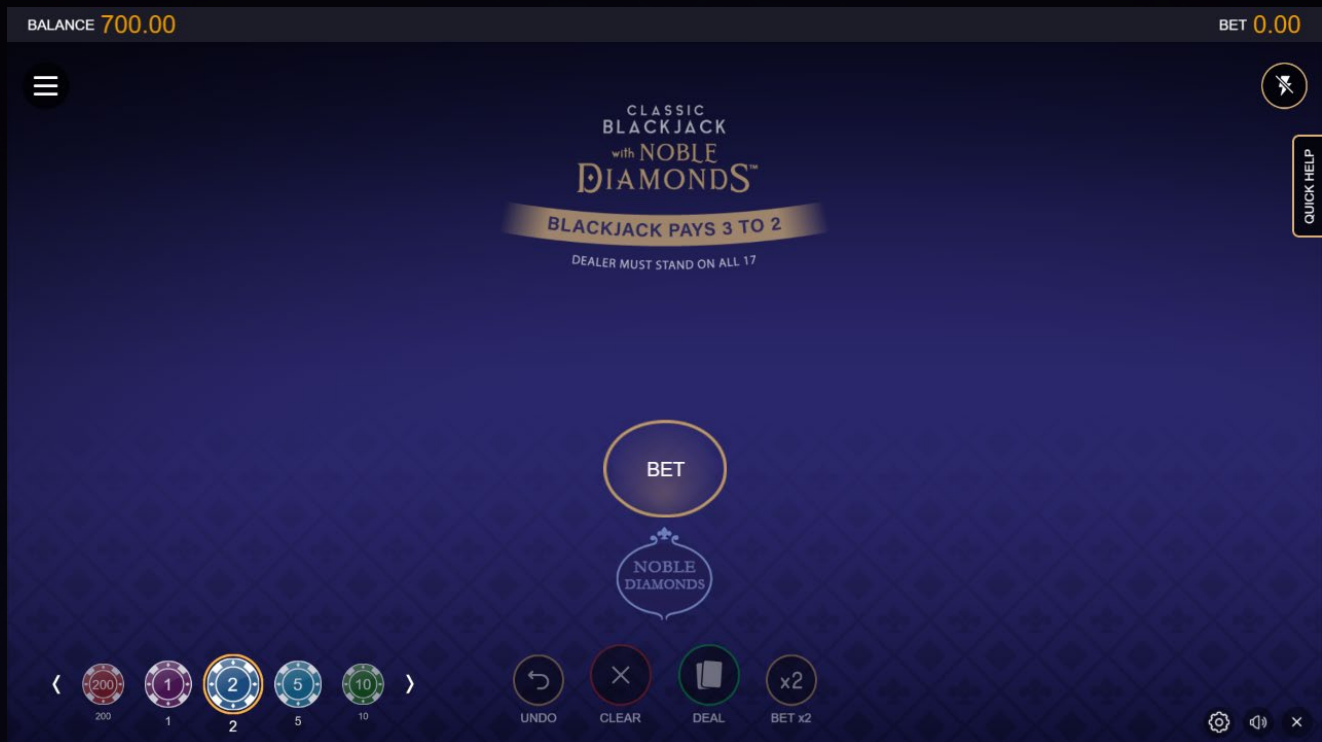 BALANCE 700.00
BET 0.00
CLASSIC
BLACKJACK
with NOBLE
DIAMONDS™
BLACKJACK PAYS 3 TO 2
DEALER MUST STAND ON ALL 17
QUICK HELP
BET
NOBLE
DIAMONDS
200 1 2 5 10
200 1 2 5 10
x2
UNDO CLEAR DEAL BET x2